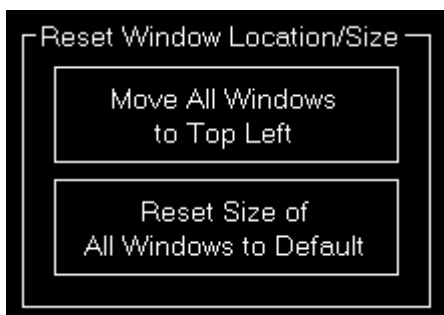 Reset Window Location/Size
Move All Windows
to Top Left
Reset Size of
All Windows to Default